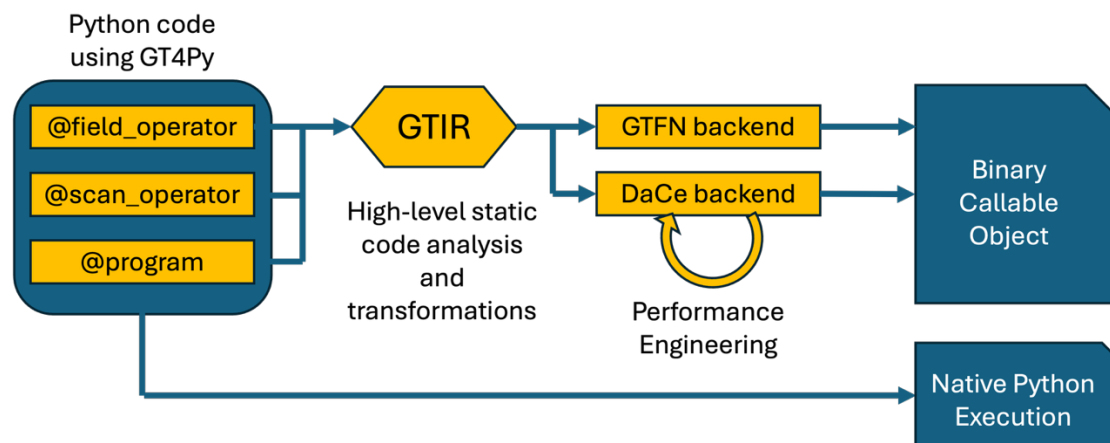 Python code
using GT4Py
@field_operator
@scan_operator
@program
GTIR
High-level static
code analysis
and
transformations
GTFN backend
DaCe backend
Performance
Engineering
Binary
Callable
Object
Native Python
Execution